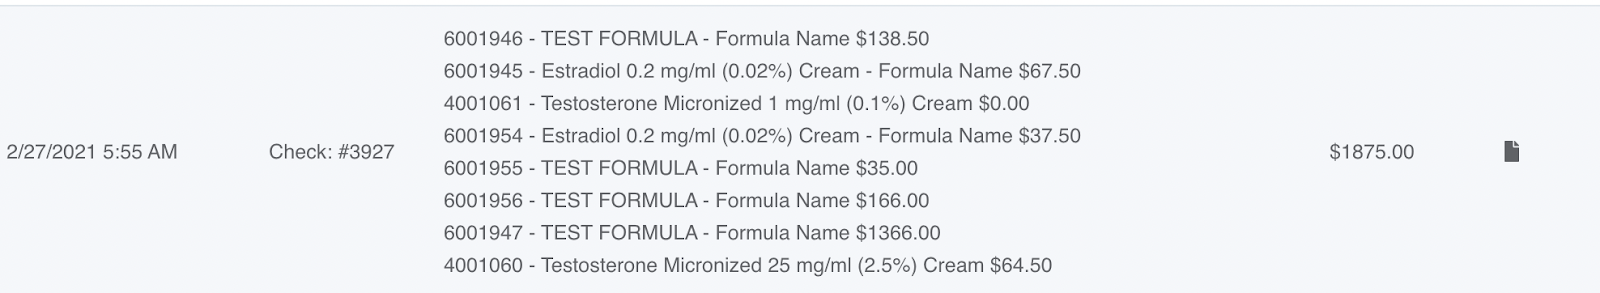 6001946 - TEST FORMULA - Formula Name $138.50
6001945 - Estradiol 0.2 mg/ml (0.02%) Cream - Formula Name $67.50
4001061 - Testosterone Micronized 1 mg/ml (0.1%) Cream $0.00
6001954 - Estradiol 0.2 mg/ml (0.02%) Cream - Formula Name $37.50
2/27/2021 5:55 AM Check: #3927 $1875.00
6001955 - TEST FORMULA - Formula Name $35.00
6001956 - TEST FORMULA - Formula Name $166.00
6001947 - TEST FORMULA - Formula Name $1366.00
4001060 - Testosterone Micronized 25 mg/ml (2.5%) Cream $64.50